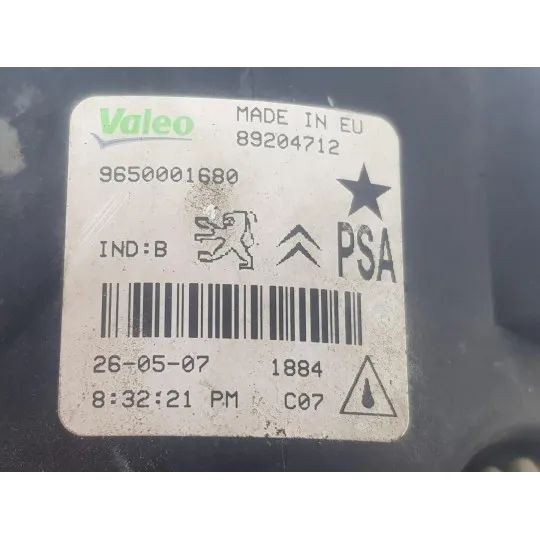 Valeo
MADE IN EU
89204712
9650001680
IND:B
PSA
26-05-07 1884
8:32:21 PM C07